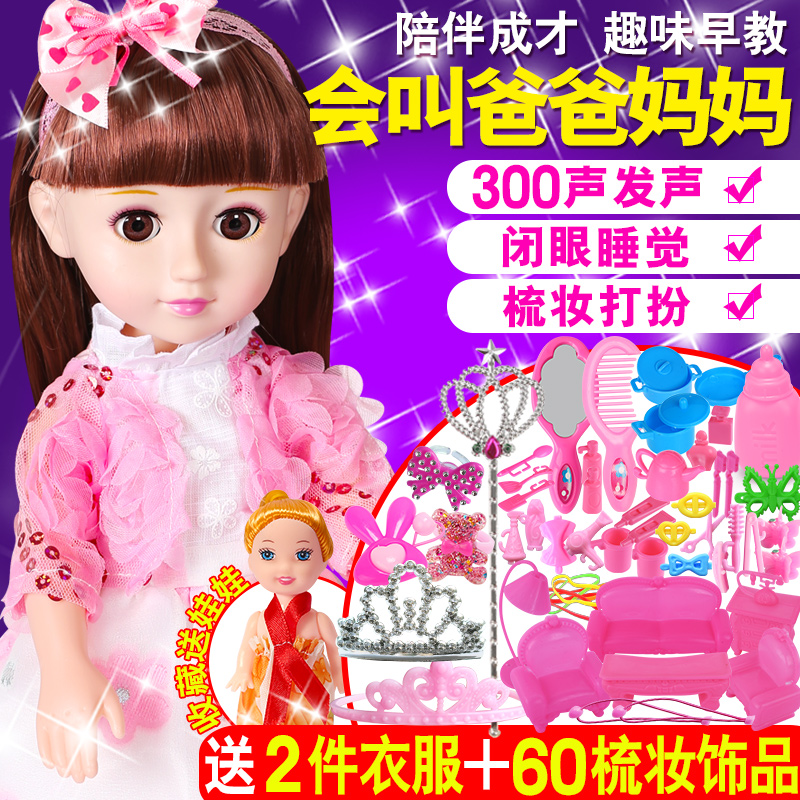 陪伴成才 趣味早教
会叫爸爸妈妈
300声发声
闭眼睡觉
梳妆打扮
milk
收藏送娃娃
送2件衣服+60梳妆饰品